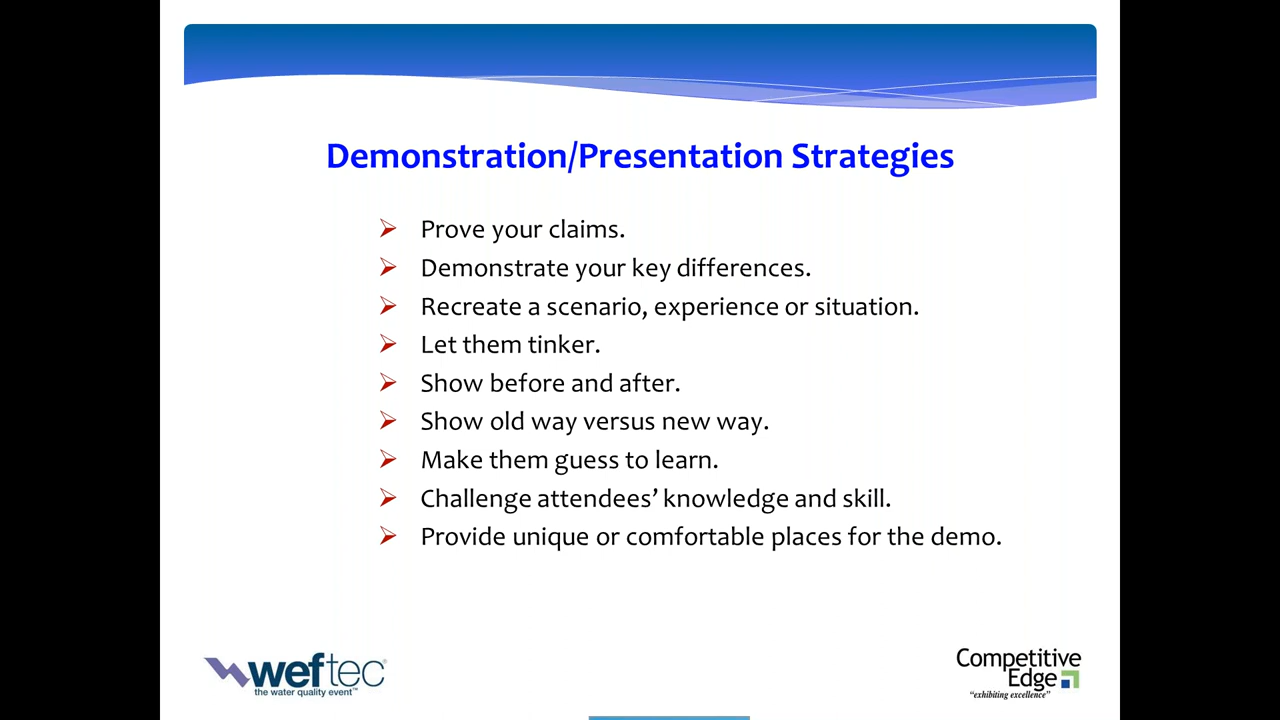 Demonstration/Presentation Strategies
Prove your claims.
Demonstrate your key differences.
Recreate a scenario, experience or situation.
Let them tinker.
Show before and after.
Show old way versus new way.
Make them guess to learn.
Challenge attendees’ knowledge and skill.
Provide unique or comfortable places for the demo.
weftec®
the water quality event™
Competitive
Edge
“exhibiting excellence”